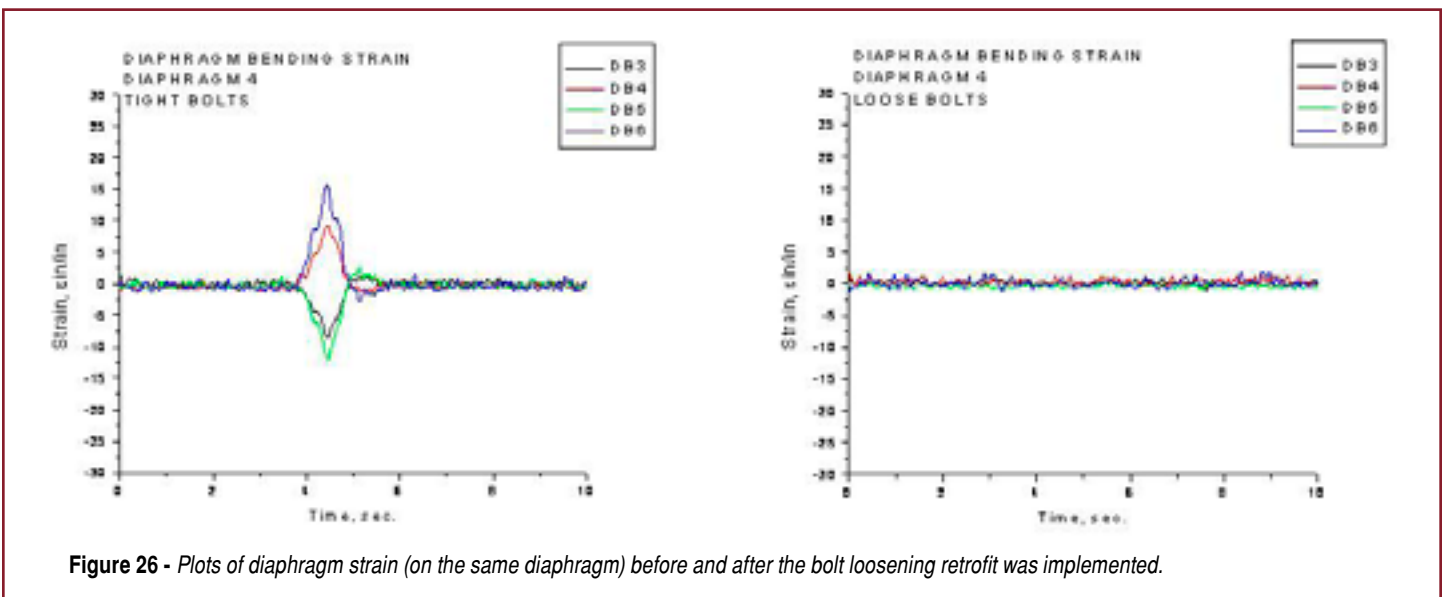 DIAPHRAGM BENDING STRAIN
DIAPHRAGM 4
TIGHT BOLTS
DB3
DB4
DB5
DB6
30
25
20
15
10
5
0
-5
-10
-15
-20
-25
-30
Strain, εin/in
0
2
4
6
8
10
Time, sec.
DIAPHRAGM BENDING STRAIN
DIAPHRAGM 4
LOOSE BOLTS
DB3
DB4
DB5
DB6
30
25
20
15
10
5
0
-5
-10
-15
-20
-25
-30
Strain, εin/in
0
2
4
6
8
10
Time, sec.
Figure 26 - Plots of diaphragm strain (on the same diaphragm) before and after the bolt loosening retrofit was implemented.